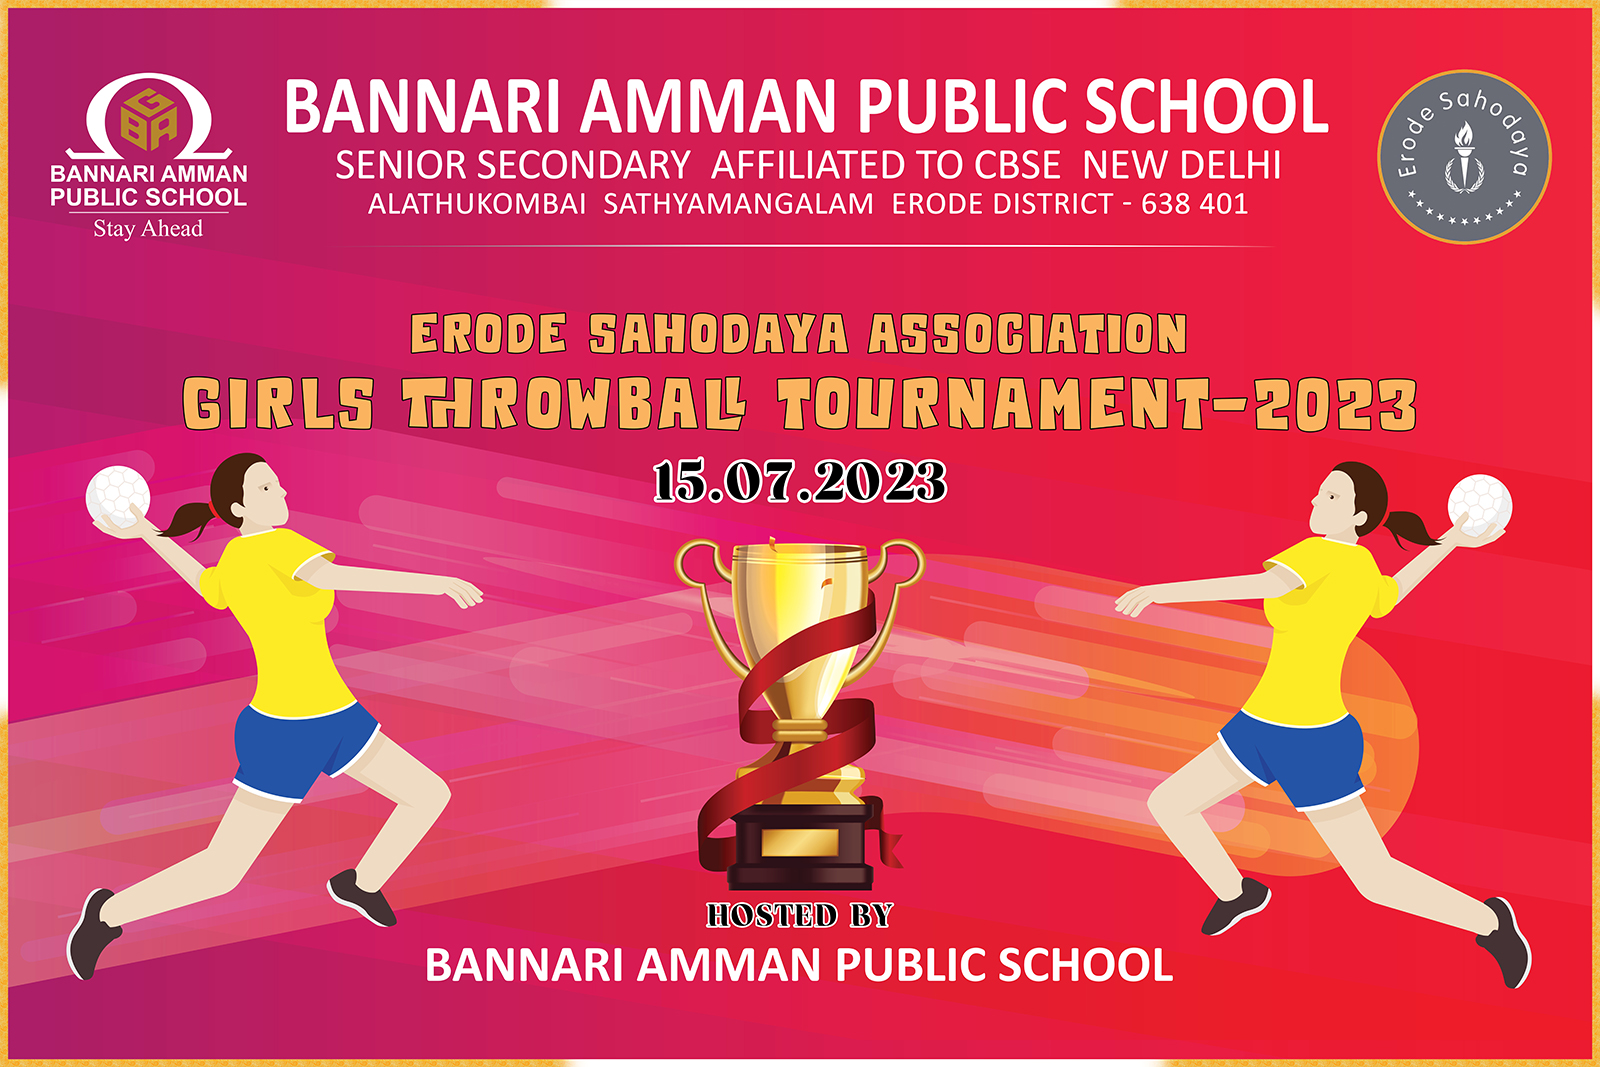 GBA
BANNARI AMMAN
PUBLIC SCHOOL
Stay Ahead
BANNARI AMMAN PUBLIC SCHOOL
SENIOR SECONDARY AFFILIATED TO CBSE NEW DELHI
ALATHUKOMBAI SATHYAMANGALAM ERODE DISTRICT - 638 401
Erode Sahodaya
ERODE SAHODAYA ASSOCIATION
GIRLS THROWBALL TOURNAMENT-2023
15.07.2023
HOSTED BY
BANNARI AMMAN PUBLIC SCHOOL